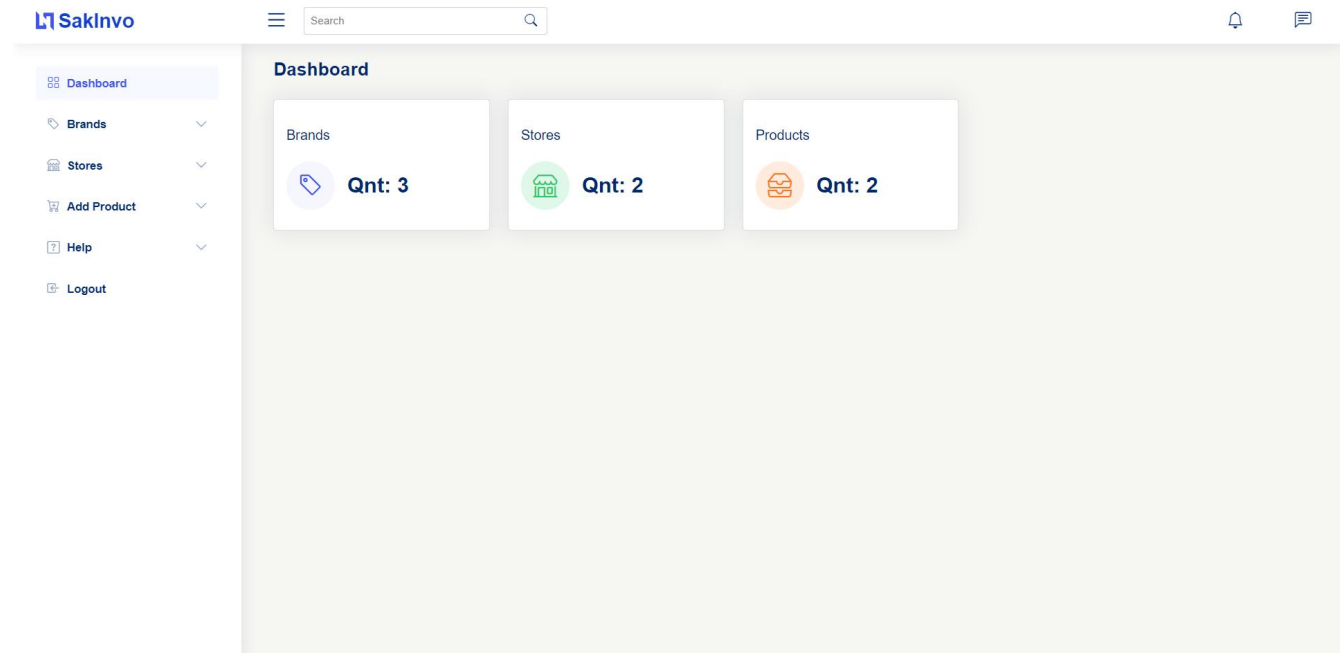 SakInvo
Search
Dashboard
Brands
Stores
Add Product
Help
Logout
Dashboard
Brands
Qnt: 3
Stores
Qnt: 2
Products
Qnt: 2